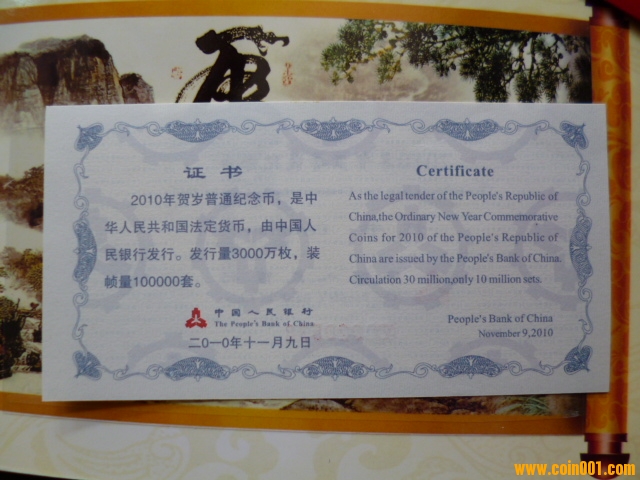 证书
2010年贺岁普通纪念币，是中
华人民共和国法定货币，由中国人
民银行发行。发行量3000万枚，装
帧量100000套。
中国人民银行
The People's Bank of China
二0一0年十一月九日
Certificate
As the legal tender of the People's Republic of
China,the Ordinary New Year Commemorative
Coins for 2010 of the People's Republic of
China are issued by the People's Bank of China.
Circulation 30 million,only 10 million sets.
People's Bank of China
November 9,2010
www.coin001.com